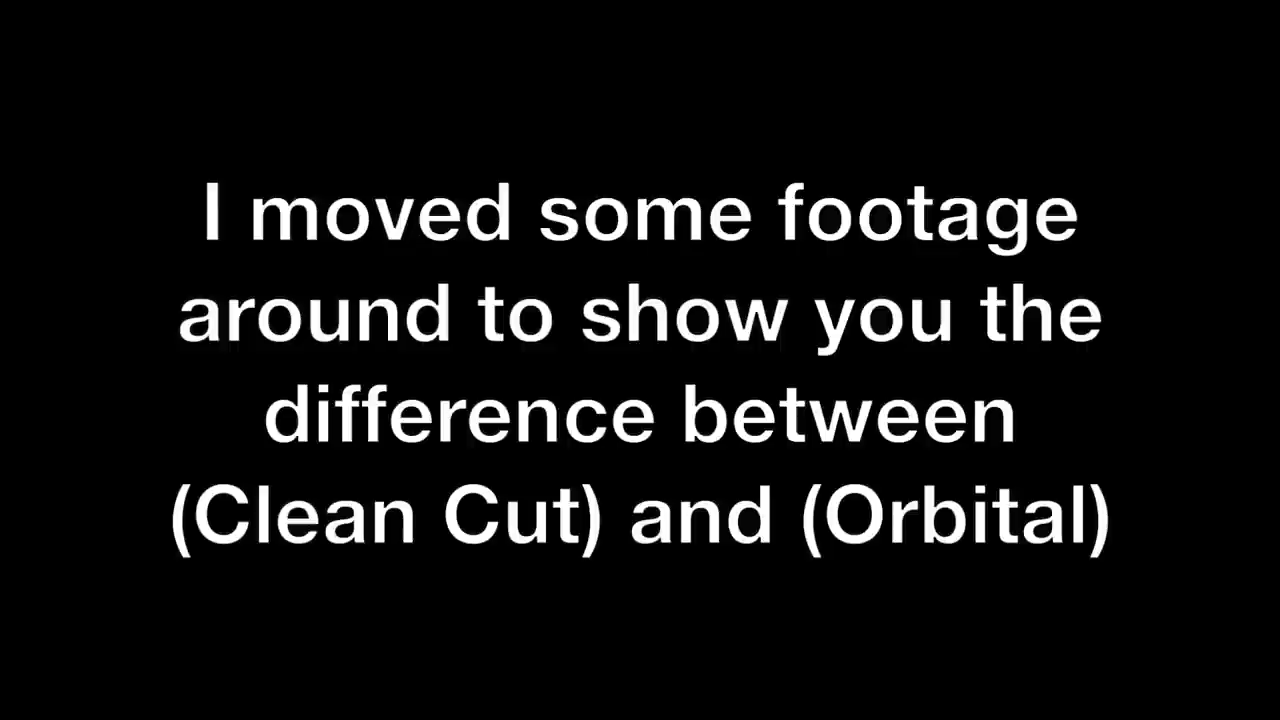 I moved some footage
around to show you the
difference between
(Clean Cut) and (Orbital)